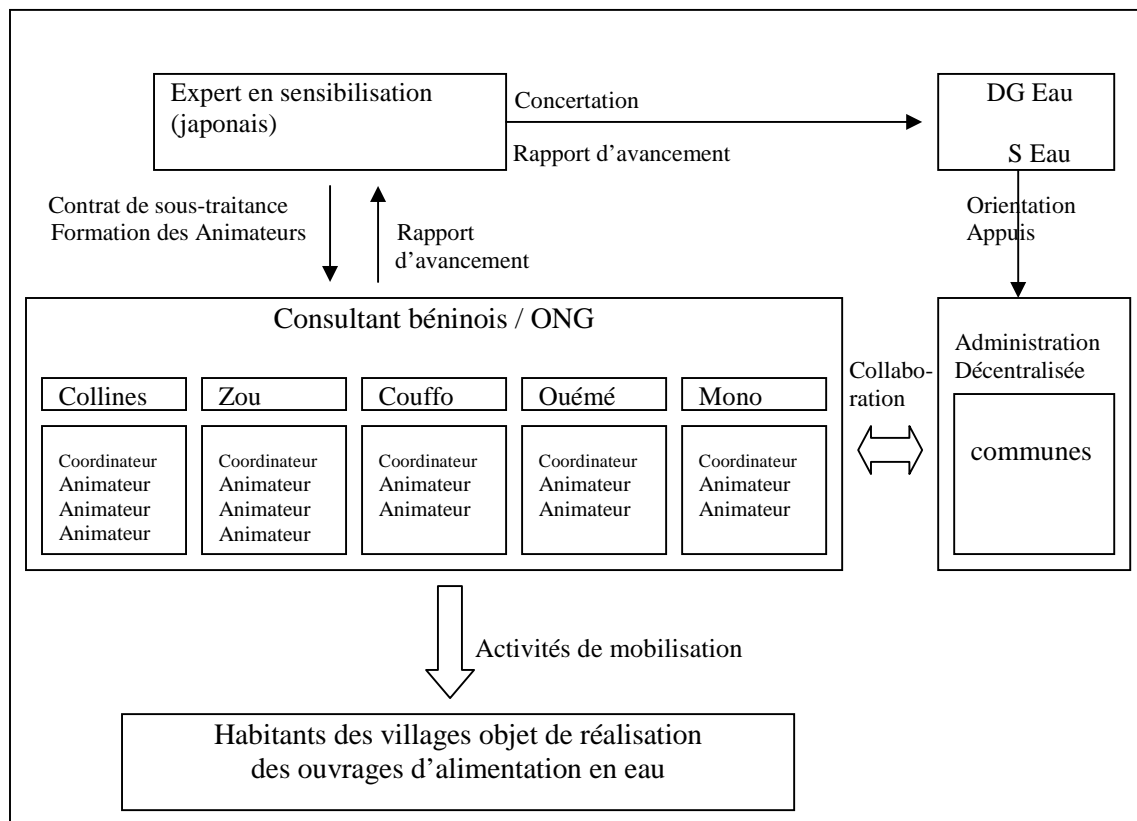 Expert en sensibilisation
(japonais)
Concertation
Rapport d’avancement
DG Eau
S Eau
Contrat de sous-traitance
Formation des Animateurs
Rapport
d’avancement
Orientation
Appuis
Consultant béninois / ONG
Collines
Zou
Couffo
Ouémé
Mono
Coordinateur
Animateur
Animateur
Animateur
Coordinateur
Animateur
Animateur
Animateur
Coordinateur
Animateur
Animateur
Coordinateur
Animateur
Animateur
Coordinateur
Animateur
Animateur
Collabo-
ration
Administration
Décentralisée
communes
Activités de mobilisation
Habitants des villages objet de réalisation
des ouvrages d’alimentation en eau